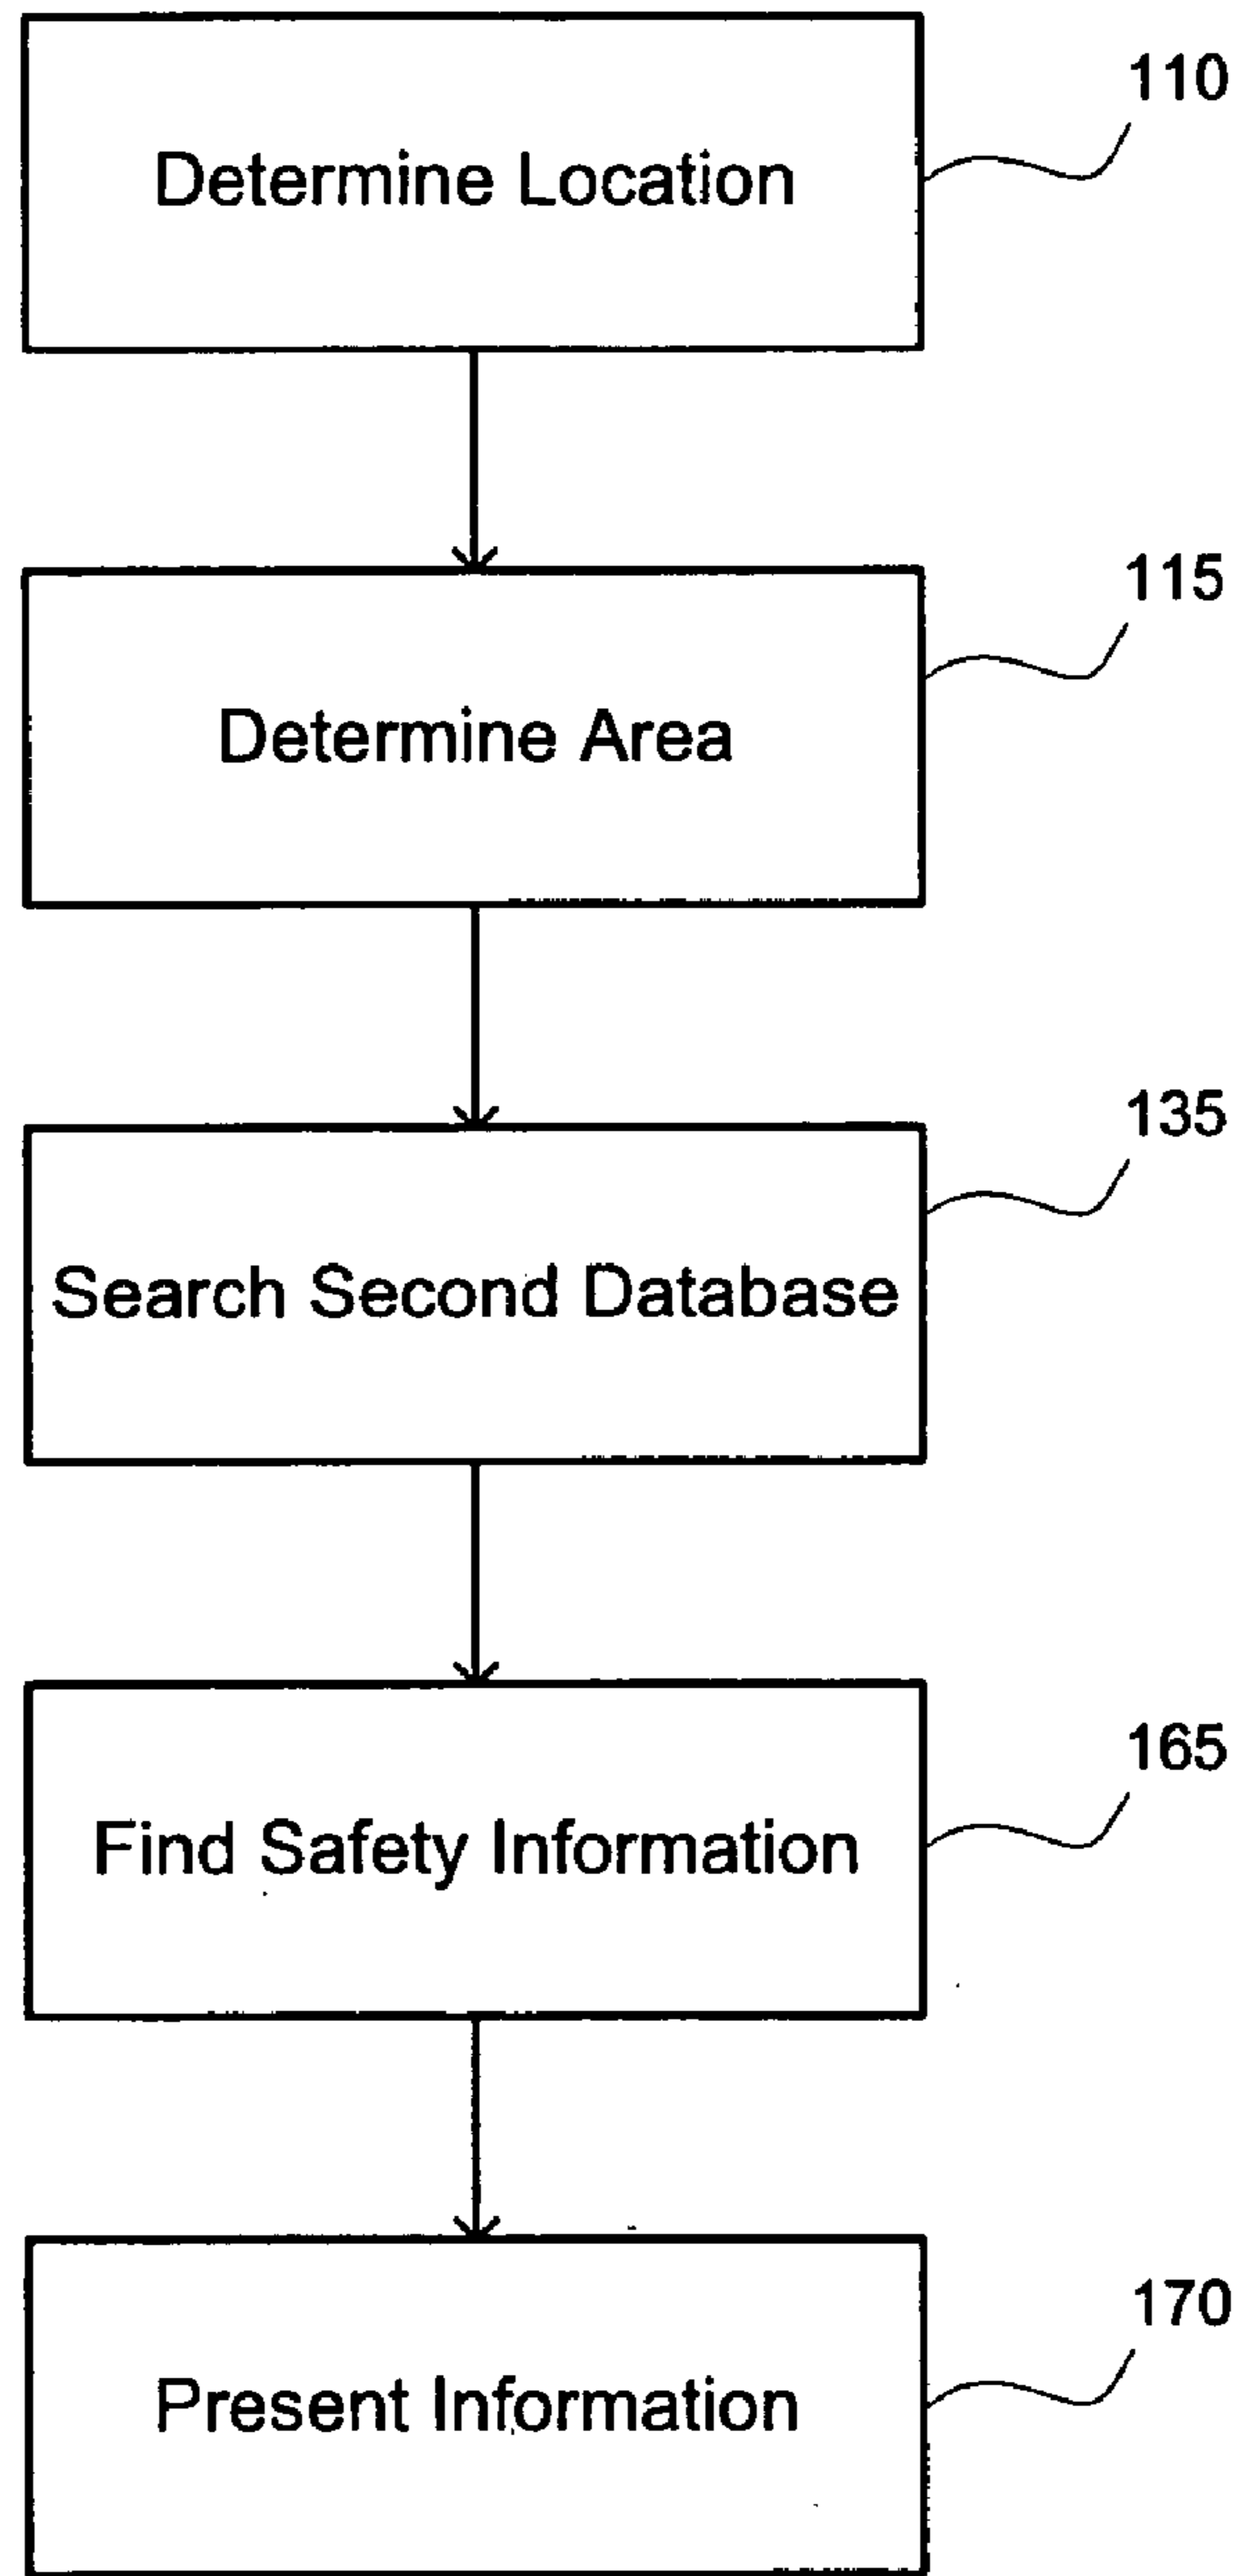 110
Determine Location
115
Determine Area
135
Search Second Database
165
Find Safety Information
170
Present Information